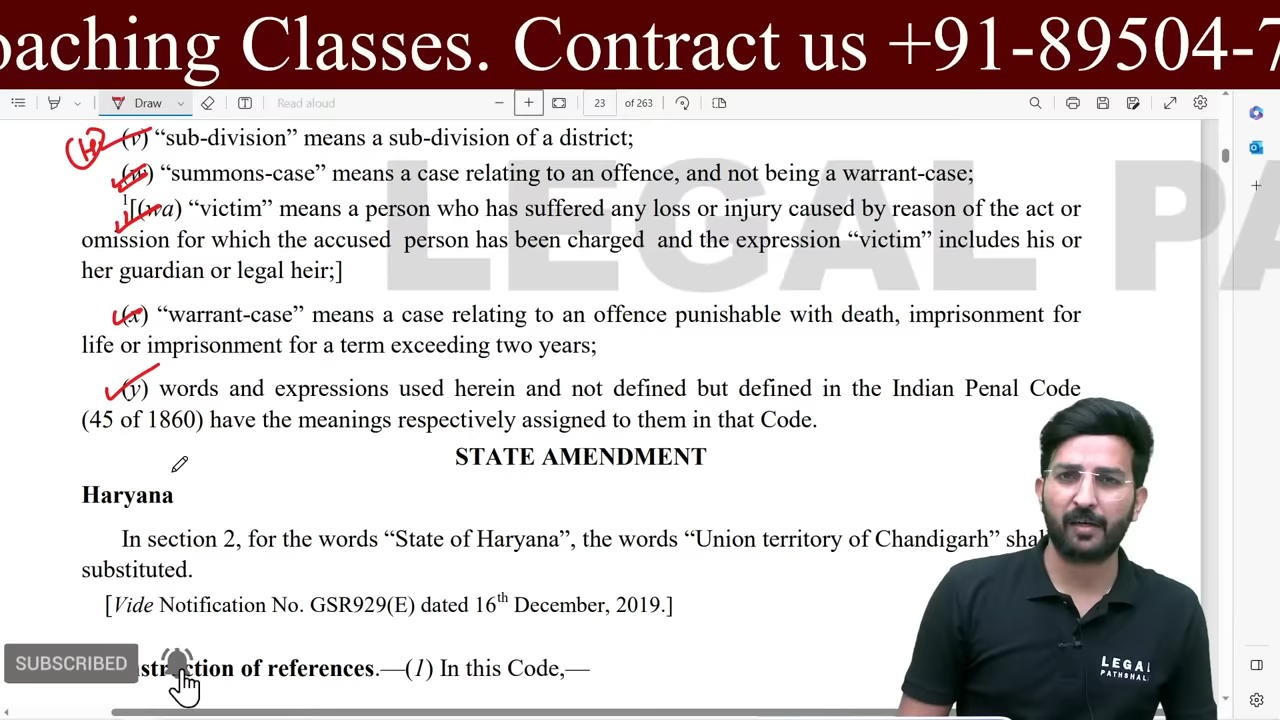 oaching Classes. Contract us +91-89504-7
Draw
Read aloud
23
of 263
(v) “sub-division” means a sub-division of a district;
(w) “summons-case” means a case relating to an offence, and not being a warrant-case;
1[(wa) “victim” means a person who has suffered any loss or injury caused by reason of the act or
omission for which the accused person has been charged and the expression “victim” includes his or
her guardian or legal heir;]
(x) “warrant-case” means a case relating to an offence punishable with death, imprisonment for
life or imprisonment for a term exceeding two years;
(y) words and expressions used herein and not defined but defined in the Indian Penal Code
(45 of 1860) have the meanings respectively assigned to them in that Code.
STATE AMENDMENT
Haryana
In section 2, for the words “State of Haryana”, the words “Union territory of Chandigarh” shal
substituted.
[Vide Notification No. GSR929(E) dated 16th December, 2019.]
SUBSCRIBED
ction of references.—(1) In this Code,—
LEGAL PA
LEGAL
PATHSHAL